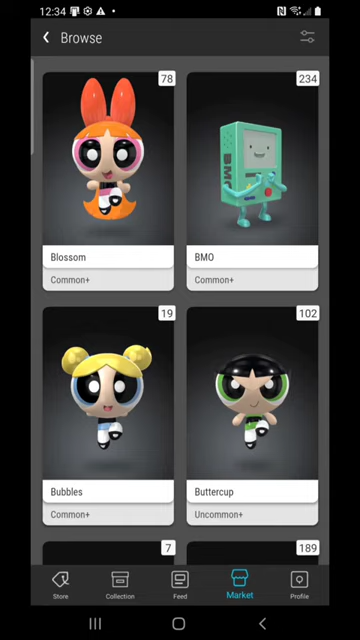 12:34
Browse
78
234
BMO
Blossom
BMO
Common+
Common+
19
102
Bubbles
Buttercup
Common+
Uncommon+
7
189
Store
Collection
Feed
Market
Profile